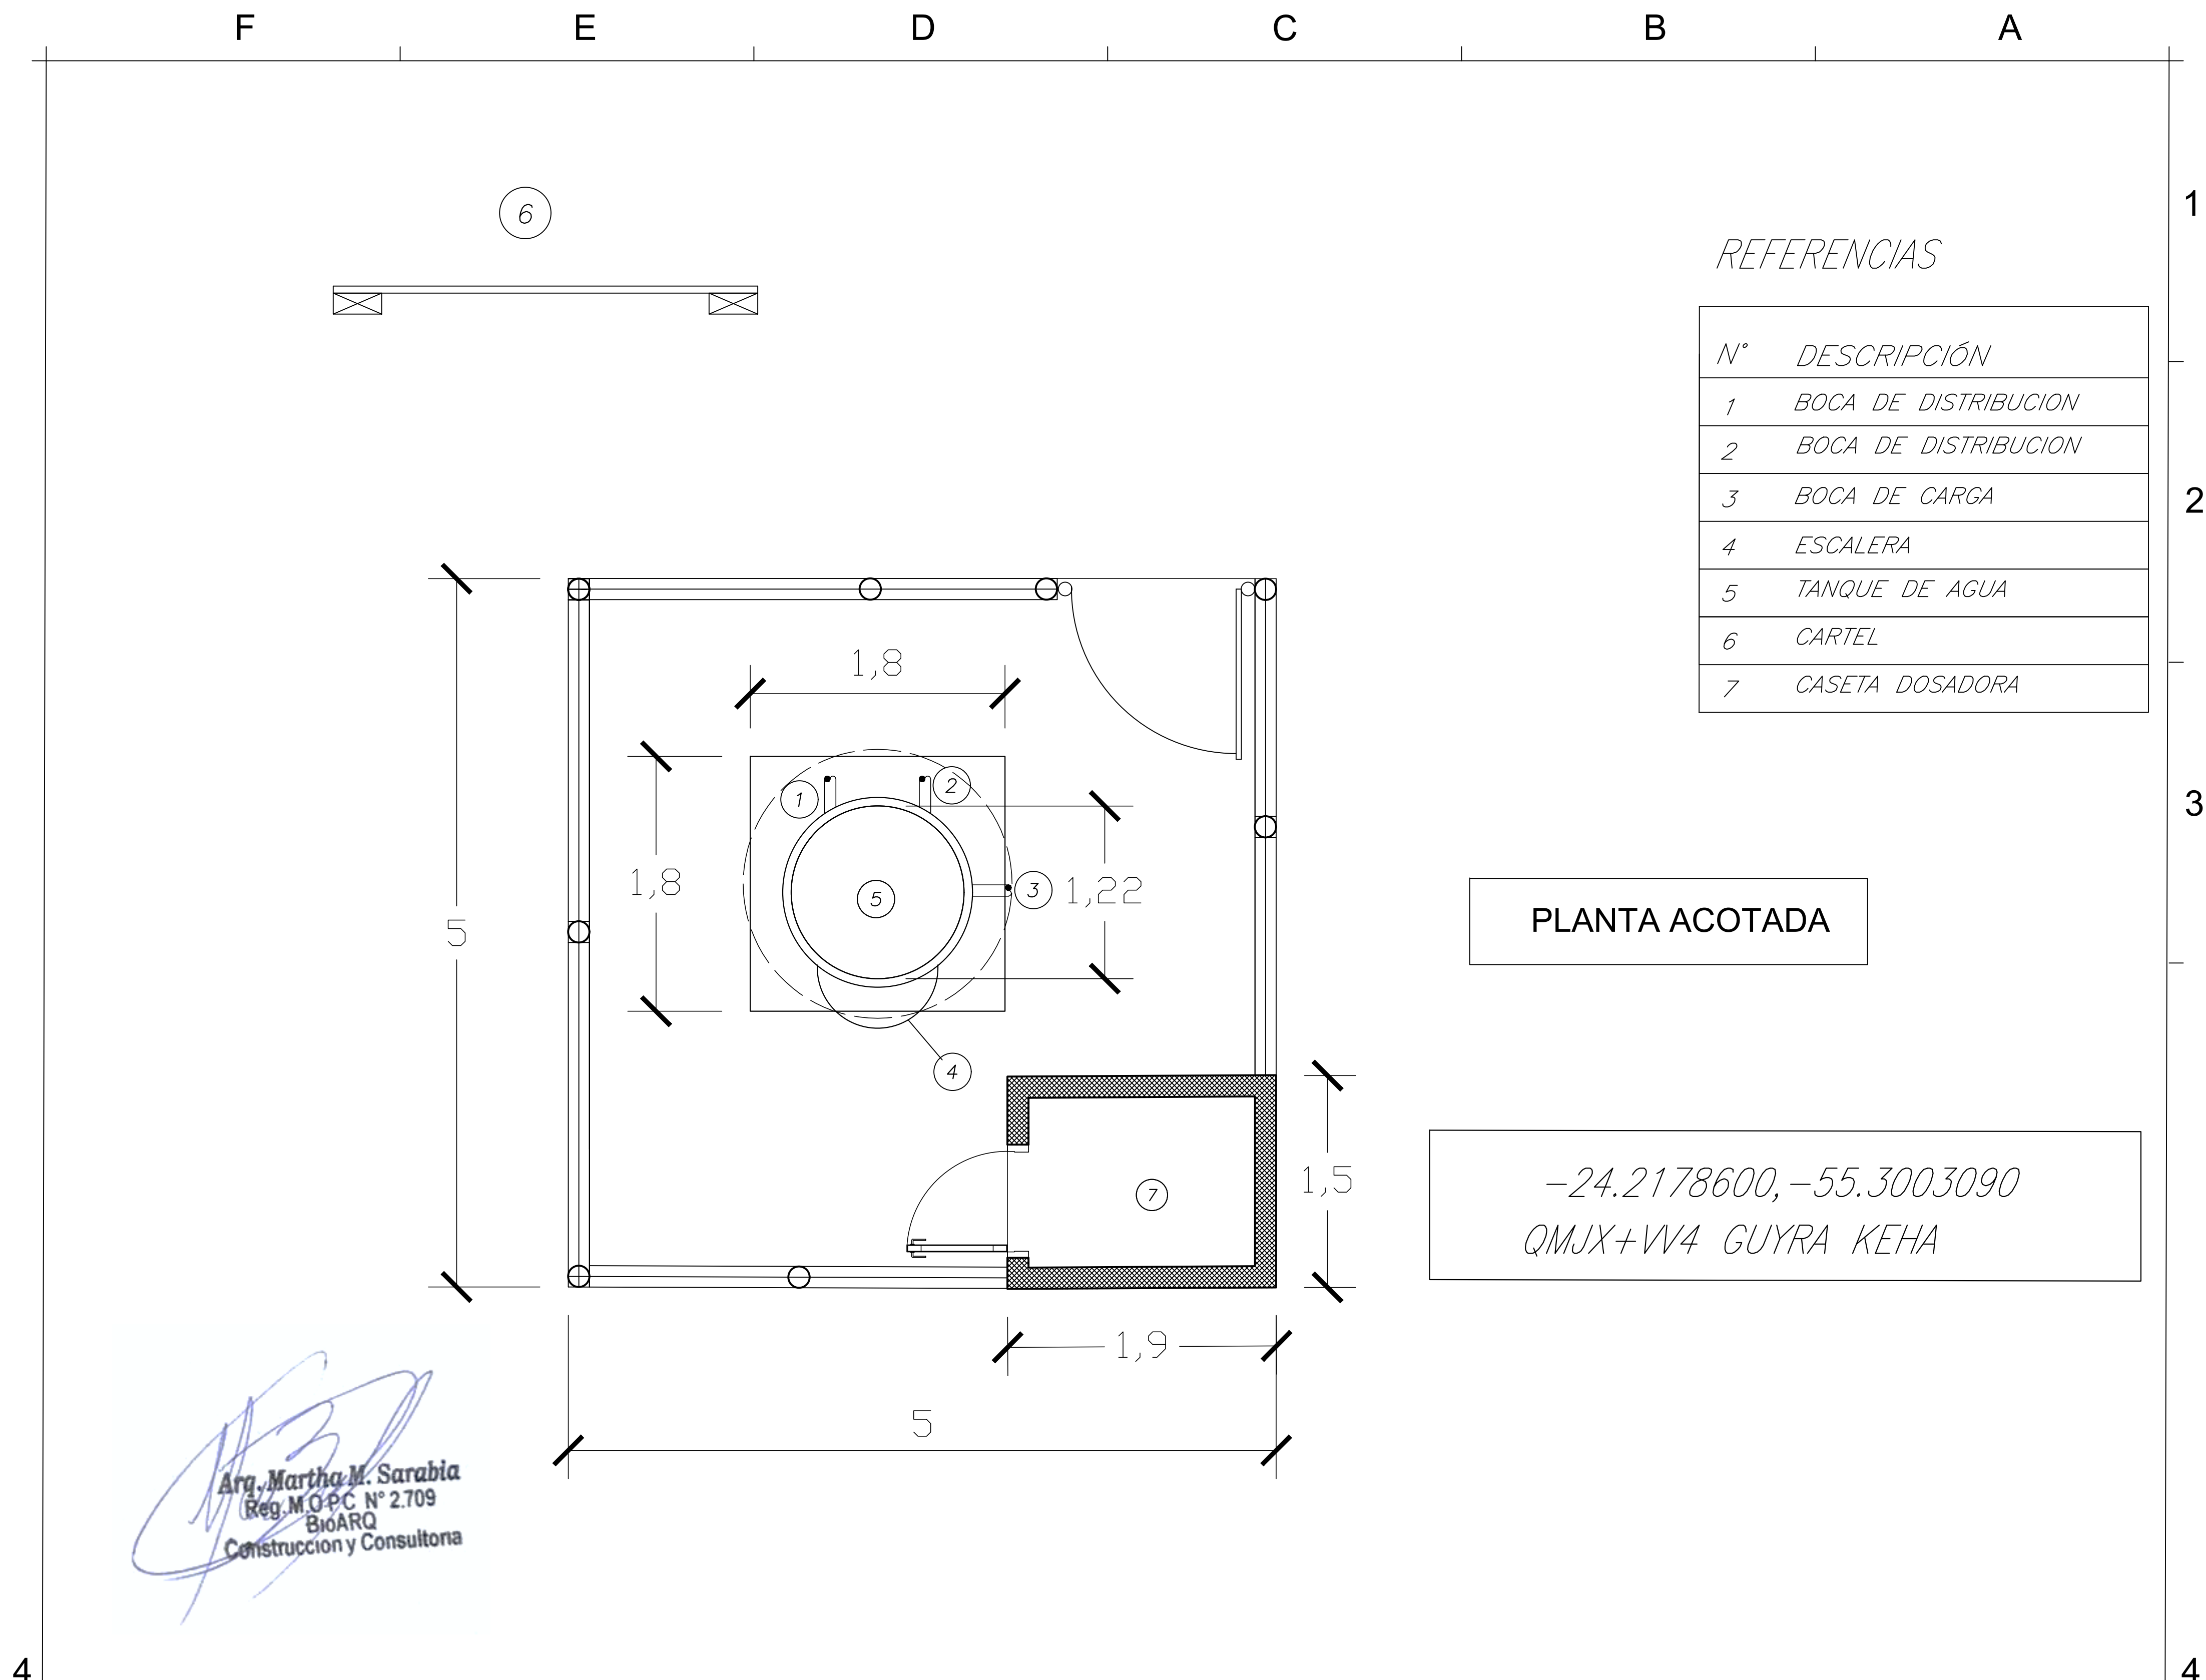 F E D C B A
1
6
REFERENCIAS
N° DESCRIPCIÓN
1 BOCA DE DISTRIBUCION
2 BOCA DE DISTRIBUCION
3 BOCA DE CARGA
4 ESCALERA
5 TANQUE DE AGUA
6 CARTEL
7 CASETA DOSADORA
2
1,8
1
2
3
1,8
5
3
1,22
5
PLANTA ACOTADA
4
7
1,5
-24.2178600,-55.3003090
QMJX+VV4 GUYRA KEHA
1,9
5
Arq. Martha M. Sarabia
Reg. M.O.P.C N° 2.709
BioARQ
Construccion y Consultoria
4
4